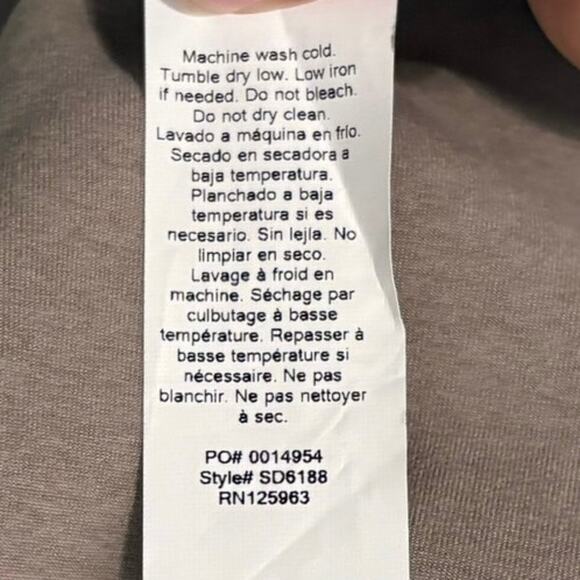 Machine wash cold.
Tumble dry low. Low iron
if needed. Do not bleach.
Do not dry clean.
Lavado a máquina en frío.
Secado en secadora a
baja temperatura.
Planchado a baja
temperatura si es
necesario. Sin lejía. No
limpiar en seco.
Lavage à froid en
machine. Séchage par
culbutage à basse
température. Repasser à
basse température si
nécessaire. Ne pas
blanchir. Ne pas nettoyer
à sec.
PO# 0014954
Style# SD6188
RN125963